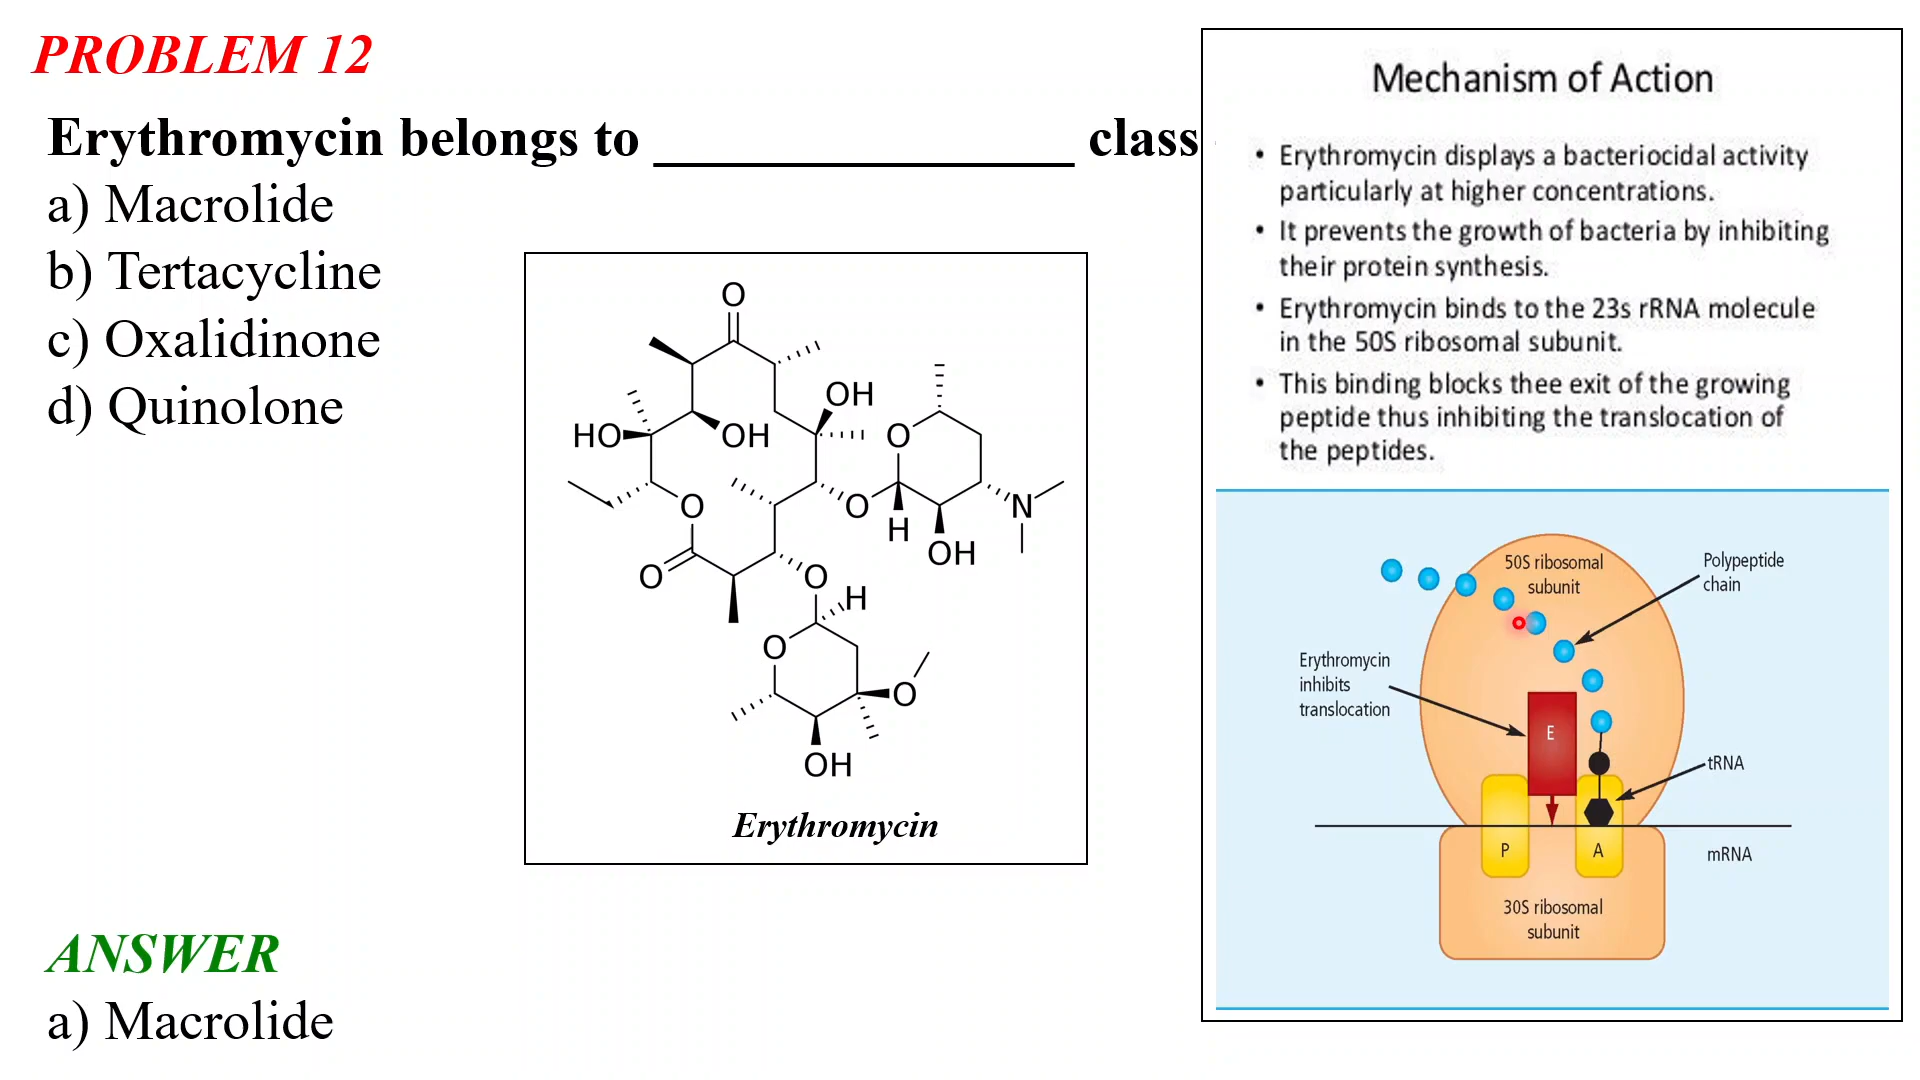 PROBLEM 12
Erythromycin belongs to _______________ class
a) Macrolide
b) Tertacycline
c) Oxalidinone
d) Quinolone
O
OH
HO
OH
O
O
O
H
N
OH
O
O
H
O
O
OH
Erythromycin
ANSWER
a) Macrolide
Mechanism of Action
• Erythromycin displays a bacteriocidal activity
particularly at higher concentrations.
• It prevents the growth of bacteria by inhibiting
their protein synthesis.
• Erythromycin binds to the 23s rRNA molecule
in the 50S ribosomal subunit.
• This binding blocks thee exit of the growing
peptide thus inhibiting the translocation of
the peptides.
50S ribosomal
subunit
Polypeptide
chain
Erythromycin
inhibits
translocation
E
tRNA
P
A
mRNA
30S ribosomal
subunit